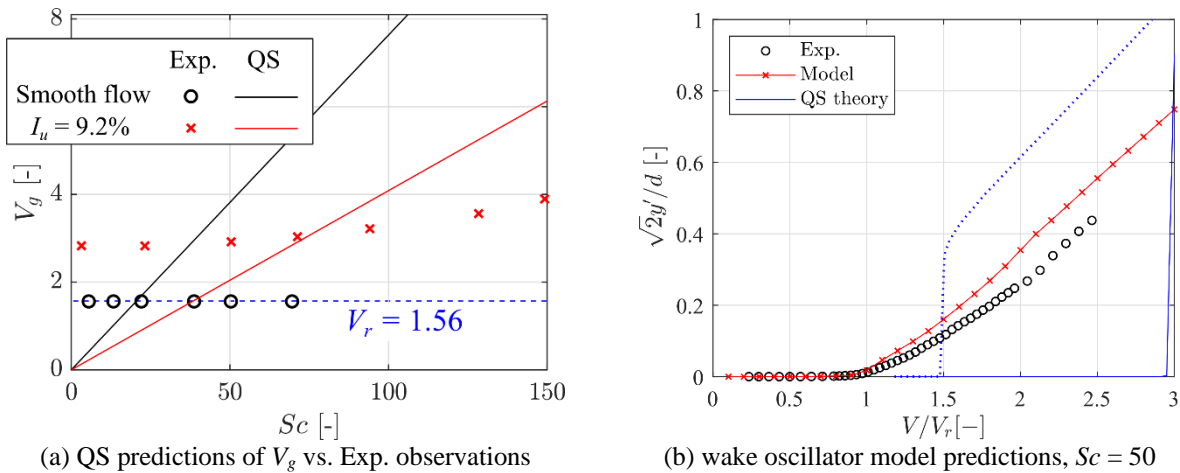 8
6
4
2
0
V_g [-]
Exp. QS
Smooth flow
I_u = 9.2%
V_r = 1.56
0 50 100 150
Sc [-]
(a) QS predictions of V_g vs. Exp. observations
1
0.8
0.6
0.4
0.2
0
√2y′/d [-]
Exp.
Model
QS theory
0 0.5 1 1.5 2 2.5 3
V/V_r[−]
(b) wake oscillator model predictions, Sc = 50